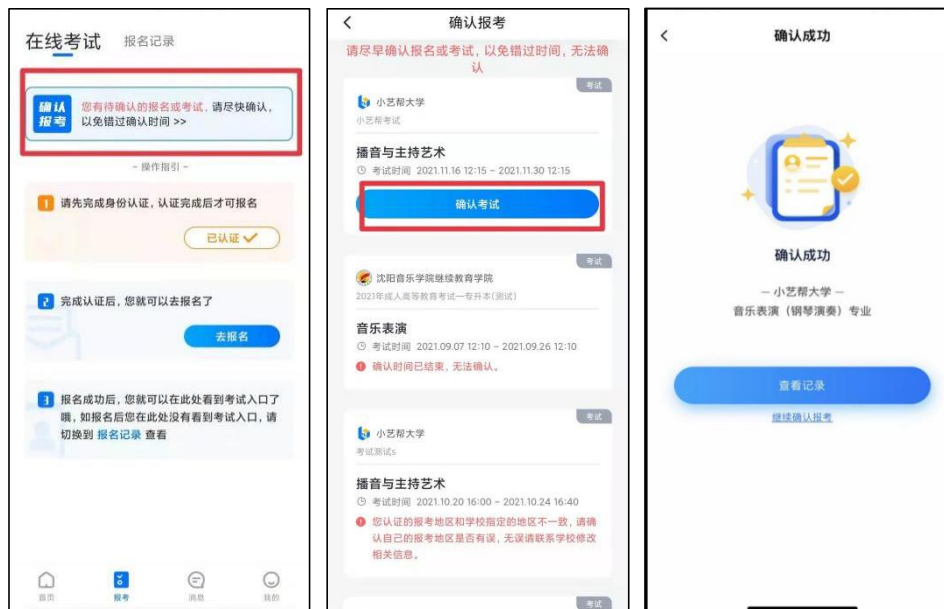 在线考试 报名记录
确认
报考
您有待确认的报名或考试, 请尽快确认,
以免错过确认时间 >>
- 操作指引 -
1 请先完成身份认证, 认证完成后才可报名
已认证
2 完成认证后, 您就可以去报名了
去报名
3 报名成功后, 您就可以在此处看到考试入口了
哦, 如报名后您在此处没有看到考试入口, 请
切换到 报名记录 查看
首页 报考 消息 我的
确认报考
请尽早确认报名或考试, 以免错过时间, 无法确
认
考试
小艺帮大学
小艺帮考试
播音与主持艺术
考试时间 2021.11.16 12:15 - 2021.11.30 12:15
确认考试
考试
沈阳音乐学院继续教育学院
2021年成人高等教育考试—专升本(测试)
音乐表演
考试时间 2021.09.07 12:10 - 2021.09.26 12:10
确认时间已结束, 无法确认。
考试
小艺帮大学
考试测试s
播音与主持艺术
考试时间 2021.10.20 16:00 - 2021.10.24 16:40
您认证的报考地区和学校指定的地区不一致, 请确
认自己的报考地区是否有误, 无误请联系学校修改
相关信息。
考试
确认成功
确认成功
— 小艺帮大学 —
音乐表演（钢琴演奏）专业
查看记录
继续确认报考